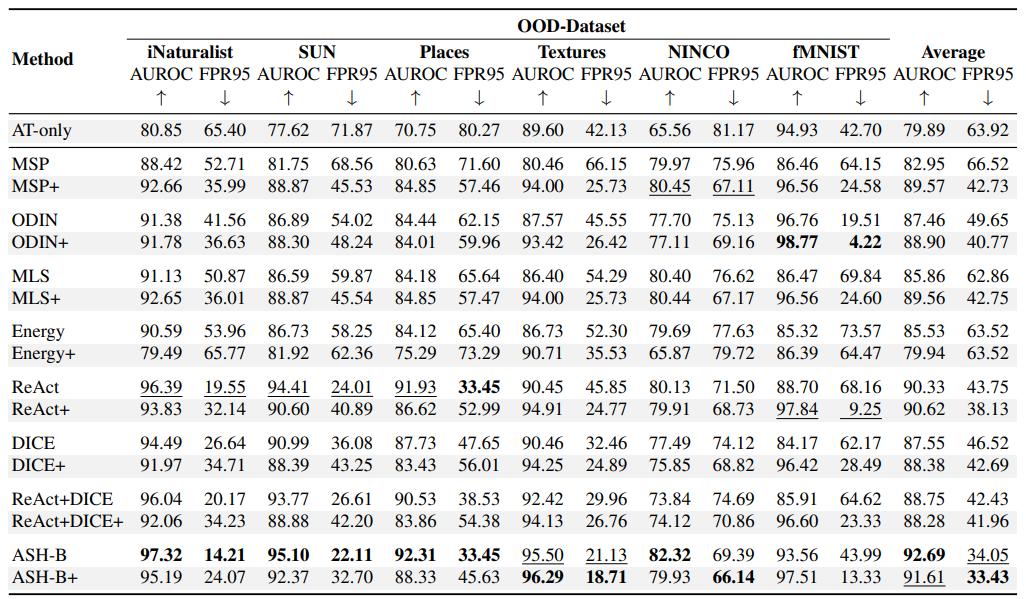 OOD-Dataset
Method iNaturalist SUN Places Textures NINCO fMNIST Average
AUROC FPR95 AUROC FPR95 AUROC FPR95 AUROC FPR95 AUROC FPR95 AUROC FPR95 AUROC FPR95
↑ ↓ ↑ ↓ ↑ ↓ ↑ ↓ ↑ ↓ ↑ ↓ ↑ ↓
AT-only 80.85 65.40 77.62 71.87 70.75 80.27 89.60 42.13 65.56 81.17 94.93 42.70 79.89 63.92
MSP 88.42 52.71 81.75 68.56 80.63 71.60 80.46 66.15 79.97 75.96 86.46 64.15 82.95 66.52
MSP+ 92.66 35.99 88.87 45.53 84.85 57.46 94.00 25.73 80.45 67.11 96.56 24.58 89.57 42.73
ODIN 91.38 41.56 86.89 54.02 84.44 62.15 87.57 45.55 77.70 75.13 96.76 19.51 87.46 49.65
ODIN+ 91.78 36.63 88.30 48.24 84.01 59.96 93.42 26.42 77.11 69.16 98.77 4.22 88.90 40.77
MLS 91.13 50.87 86.59 59.87 84.18 65.64 86.40 54.29 80.40 76.62 86.47 69.84 85.86 62.86
MLS+ 92.65 36.01 88.87 45.54 84.85 57.47 94.00 25.73 80.44 67.17 96.56 24.60 89.56 42.75
Energy 90.59 53.96 86.73 58.25 84.12 65.40 86.73 52.30 79.69 77.63 85.32 73.57 85.53 63.52
Energy+ 79.49 65.77 81.92 62.36 75.29 73.29 90.71 35.53 65.87 79.72 86.39 64.47 79.94 63.52
ReAct 96.39 19.55 94.41 24.01 91.93 33.45 90.45 45.85 80.13 71.50 88.70 68.16 90.33 43.75
ReAct+ 93.83 32.14 90.60 40.89 86.62 52.99 94.91 24.77 79.91 68.73 97.84 9.25 90.62 38.13
DICE 94.49 26.64 90.99 36.08 87.73 47.65 90.46 32.46 77.49 74.12 84.17 62.17 87.55 46.52
DICE+ 91.97 34.71 88.39 43.25 83.43 56.01 94.25 24.89 75.85 68.82 96.42 28.49 88.38 42.69
ReAct+DICE 96.04 20.17 93.77 26.61 90.53 38.53 92.42 29.96 73.84 74.69 85.91 64.62 88.75 42.43
ReAct+DICE+ 92.06 34.23 88.88 42.20 83.86 54.38 94.13 26.76 74.12 70.86 96.60 23.33 88.28 41.96
ASH-B 97.32 14.21 95.10 22.11 92.31 33.45 95.50 21.13 82.32 69.39 93.56 43.99 92.69 34.05
ASH-B+ 95.19 24.07 92.37 32.70 88.33 45.63 96.29 18.71 79.93 66.14 97.51 13.33 91.61 33.43